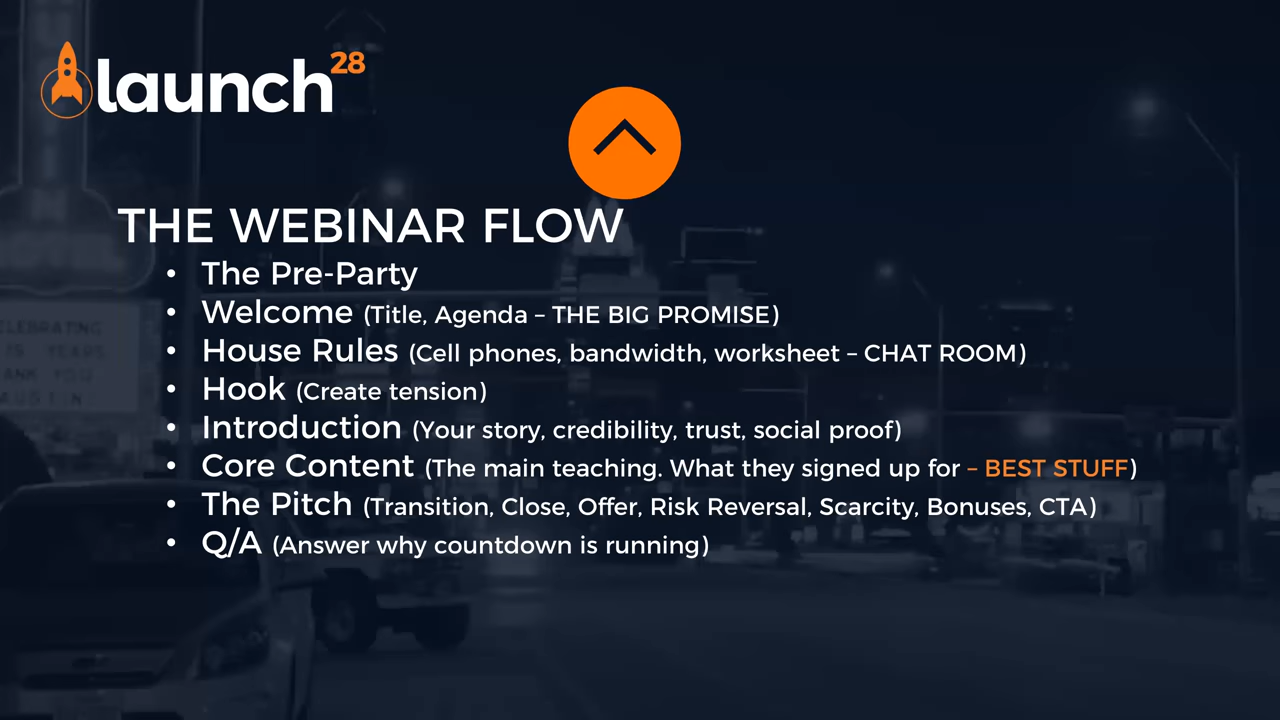 launch28
THE WEBINAR FLOW
• The Pre-Party
• Welcome (Title, Agenda – THE BIG PROMISE)
• House Rules (Cell phones, bandwidth, worksheet – CHAT ROOM)
• Hook (Create tension)
• Introduction (Your story, credibility, trust, social proof)
• Core Content (The main teaching. What they signed up for – BEST STUFF)
• The Pitch (Transition, Close, Offer, Risk Reversal, Scarcity, Bonuses, CTA)
• Q/A (Answer why countdown is running)
YEARS
YOU